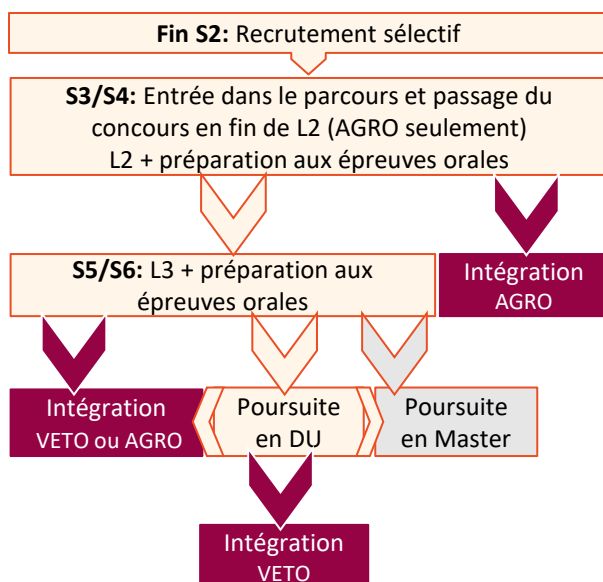 Fin S2: Recrutement sélectif
S3/S4: Entrée dans le parcours et passage du
concours en fin de L2 (AGRO seulement)
L2 + préparation aux épreuves orales
S5/S6: L3 + préparation aux
épreuves orales
Intégration
AGRO
Intégration
VETO ou AGRO
Poursuite
en DU
Poursuite
en Master
Intégration
VETO